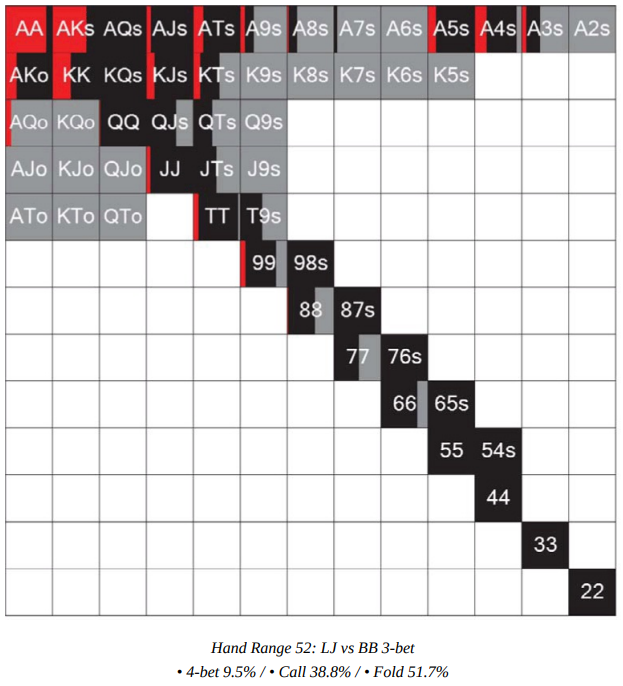 AA AKs AQs AJs ATs A9s A8s A7s A6s A5s A4s A3s A2s
AKo KK KQs KJs KTs K9s K8s K7s K6s K5s
AQo KQo QQ QJs QTs Q9s
AJo KJo QJo JJ JTs J9s
ATo KTo QTo TT T9s
99 98s
88 87s
77 76s
66 65s
55 54s
44
33
22
Hand Range 52: LJ vs BB 3-bet
• 4-bet 9.5% / • Call 38.8% / • Fold 51.7%